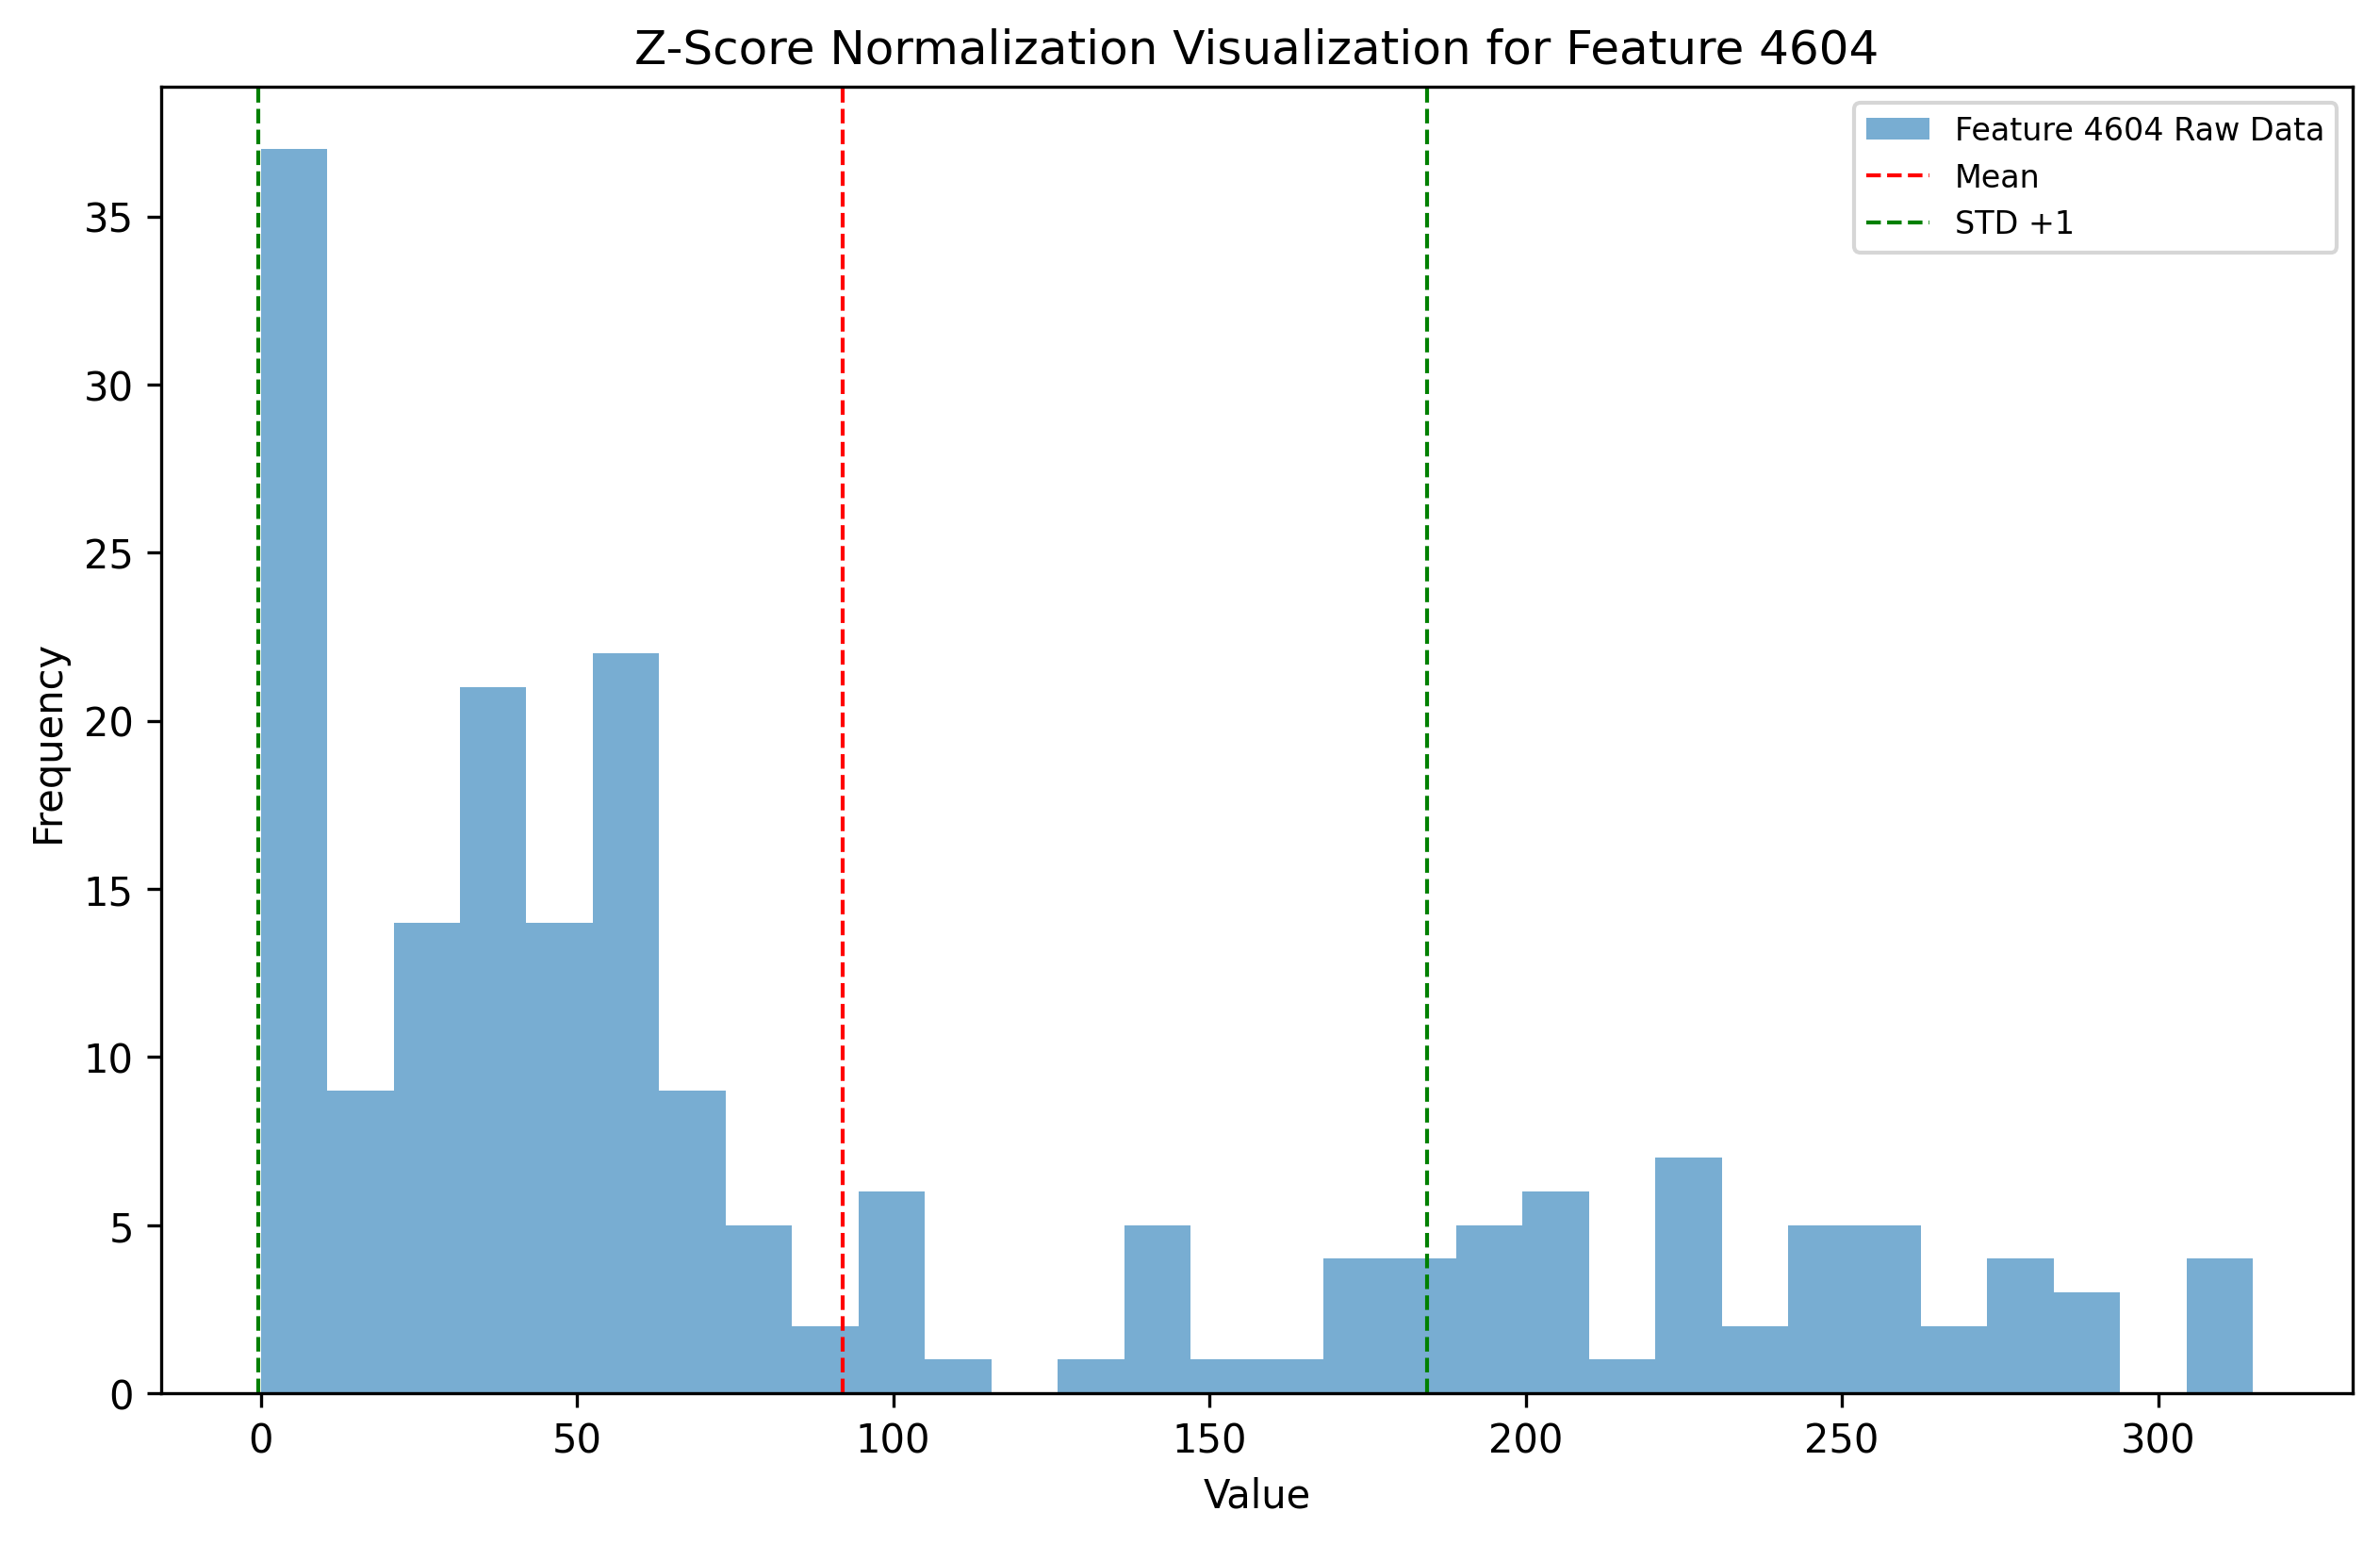 Z-Score Normalization Visualization for Feature 4604
Feature 4604 Raw Data
Mean
STD +1
35
30
25
20
15
10
5
0
Frequency
0 50 100 150 200 250 300
Value